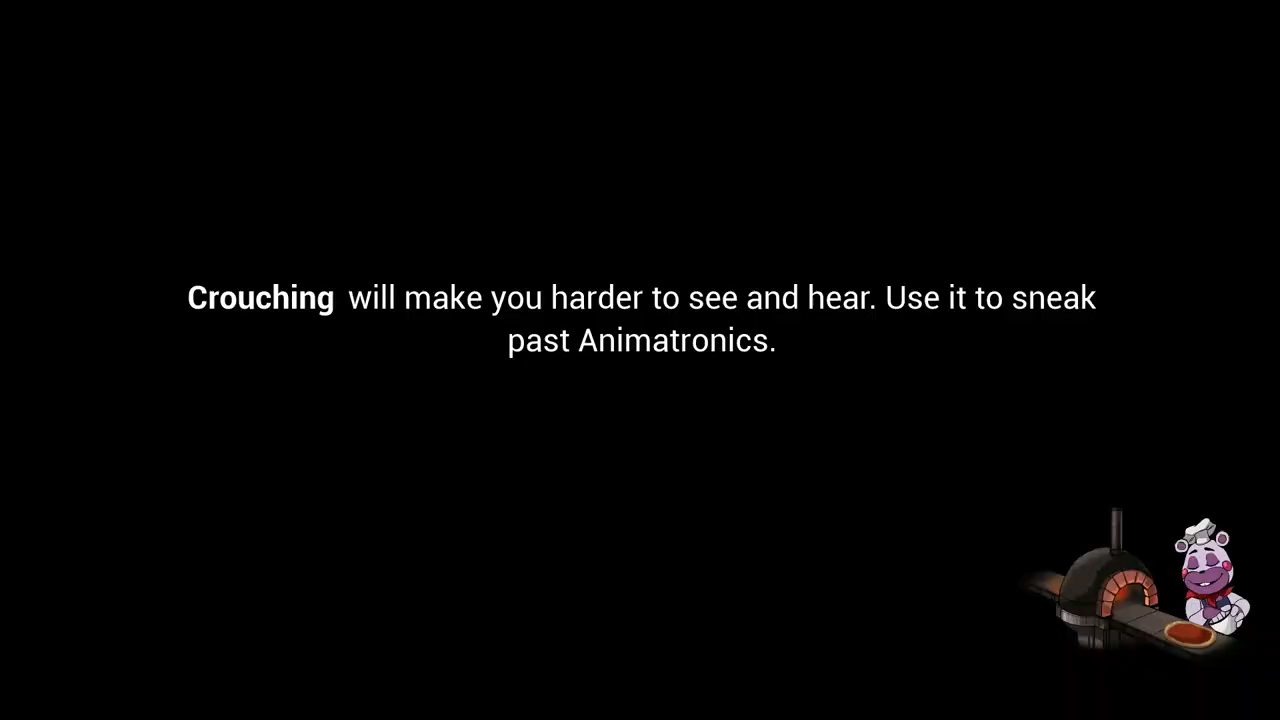 Crouching will make you harder to see and hear. Use it to sneak
past Animatronics.